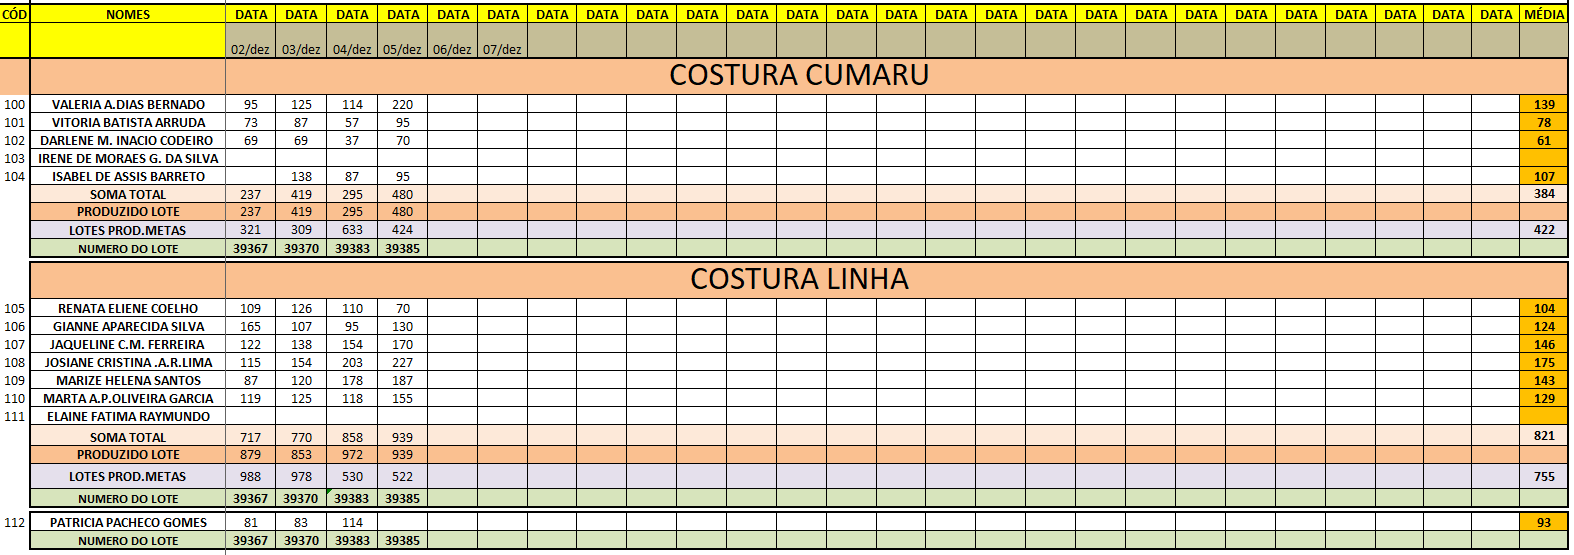 CÓD NOMES DATA DATA DATA DATA DATA DATA DATA DATA DATA DATA DATA DATA DATA DATA DATA DATA DATA DATA DATA DATA DATA DATA DATA DATA DATA DATA MÉDIA
02/dez 03/dez 04/dez 05/dez 06/dez 07/dez
COSTURA CUMARU
100 VALERIA A.DIAS BERNADO 95 125 114 220 139
101 VITORIA BATISTA ARRUDA 73 87 57 95 78
102 DARLENE M. INACIO CODEIRO 69 69 37 70 61
103 IRENE DE MORAES G. DA SILVA
104 ISABEL DE ASSIS BARRETO 138 87 95 107
SOMA TOTAL 237 419 295 480 384
PRODUZIDO LOTE 237 419 295 480
LOTES PROD.METAS 321 309 633 424 422
NUMERO DO LOTE 39367 39370 39383 39385
COSTURA LINHA
105 RENATA ELIENE COELHO 109 126 110 70 104
106 GIANNE APARECIDA SILVA 165 107 95 130 124
107 JAQUELINE C.M. FERREIRA 122 138 154 170 146
108 JOSIANE CRISTINA .A.R.LIMA 115 154 203 227 175
109 MARIZE HELENA SANTOS 87 120 178 187 143
110 MARTA A.P.OLIVEIRA GARCIA 119 125 118 155 129
111 ELAINE FATIMA RAYMUNDO
SOMA TOTAL 717 770 858 939 821
PRODUZIDO LOTE 879 853 972 939
LOTES PROD.METAS 988 978 530 522 755
NUMERO DO LOTE 39367 39370 39383 39385
112 PATRICIA PACHECO GOMES 81 83 114 93
NUMERO DO LOTE 39367 39370 39383 39385